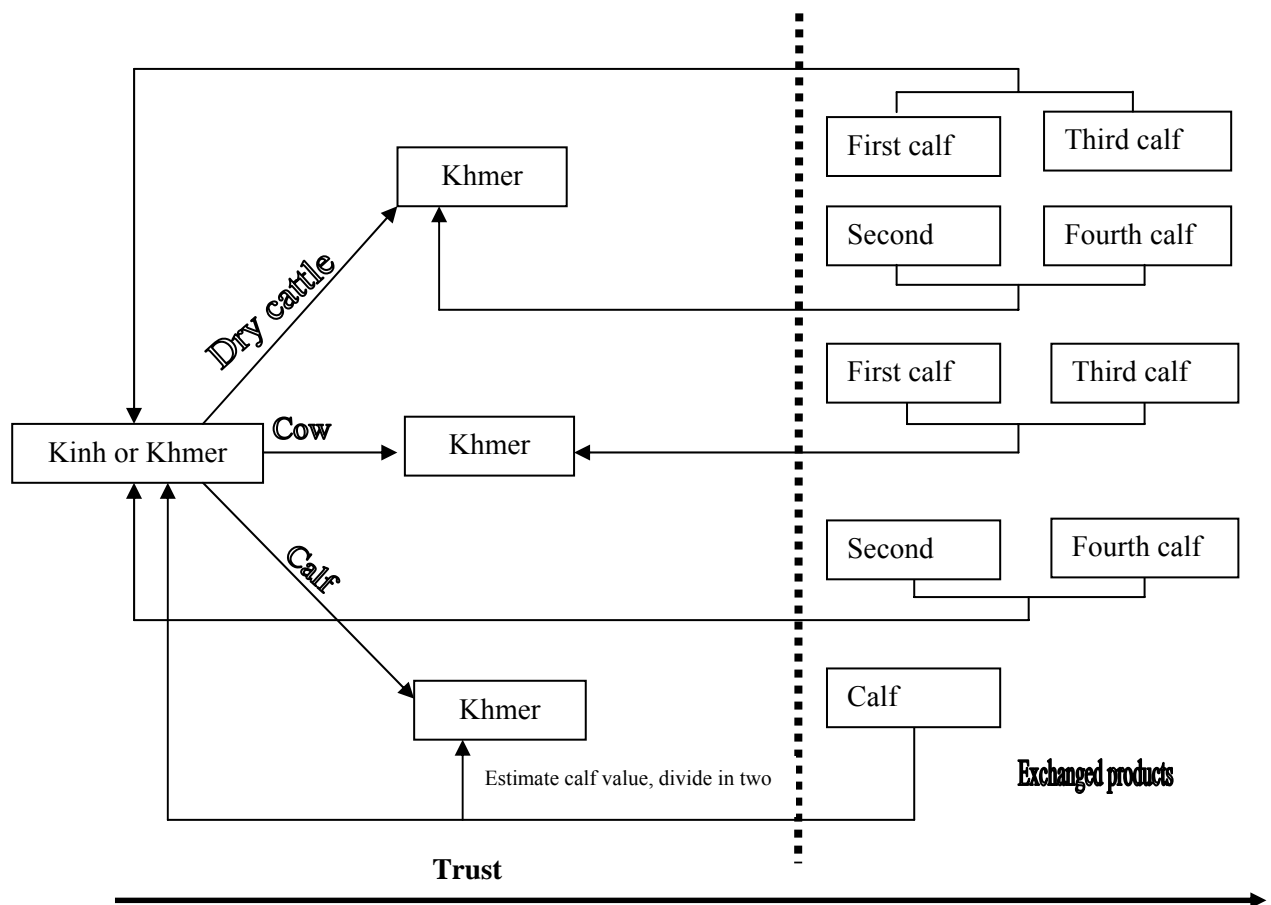 First calf
Third calf
Khmer
Second
Fourth calf
Dry cattle
First calf
Third calf
Cow
Kinh or Khmer
Khmer
Second
Fourth calf
Calf
Khmer
Calf
Estimate calf value, divide in two
Exchanged products
Trust